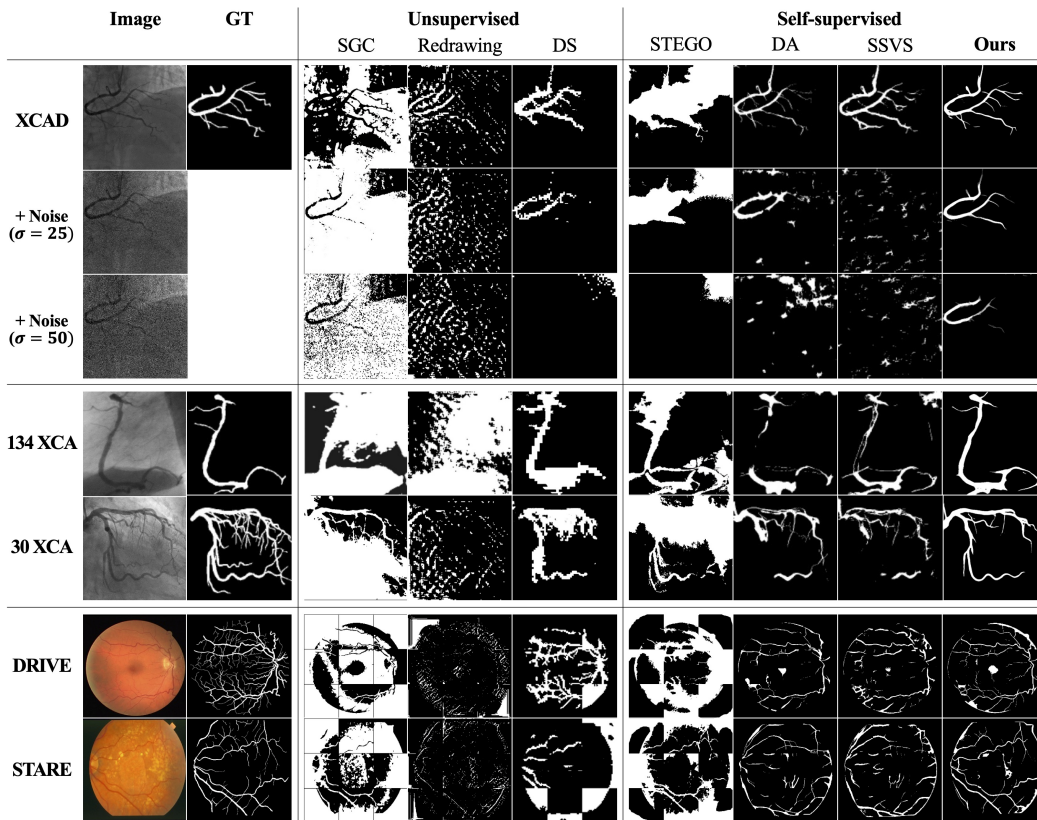 Image GT Unsupervised Self-supervised
SGC Redrawing DS STEGO DA SSVS Ours
XCAD
+ Noise
(σ = 25)
+ Noise
(σ = 50)
134 XCA
30 XCA
DRIVE
STARE